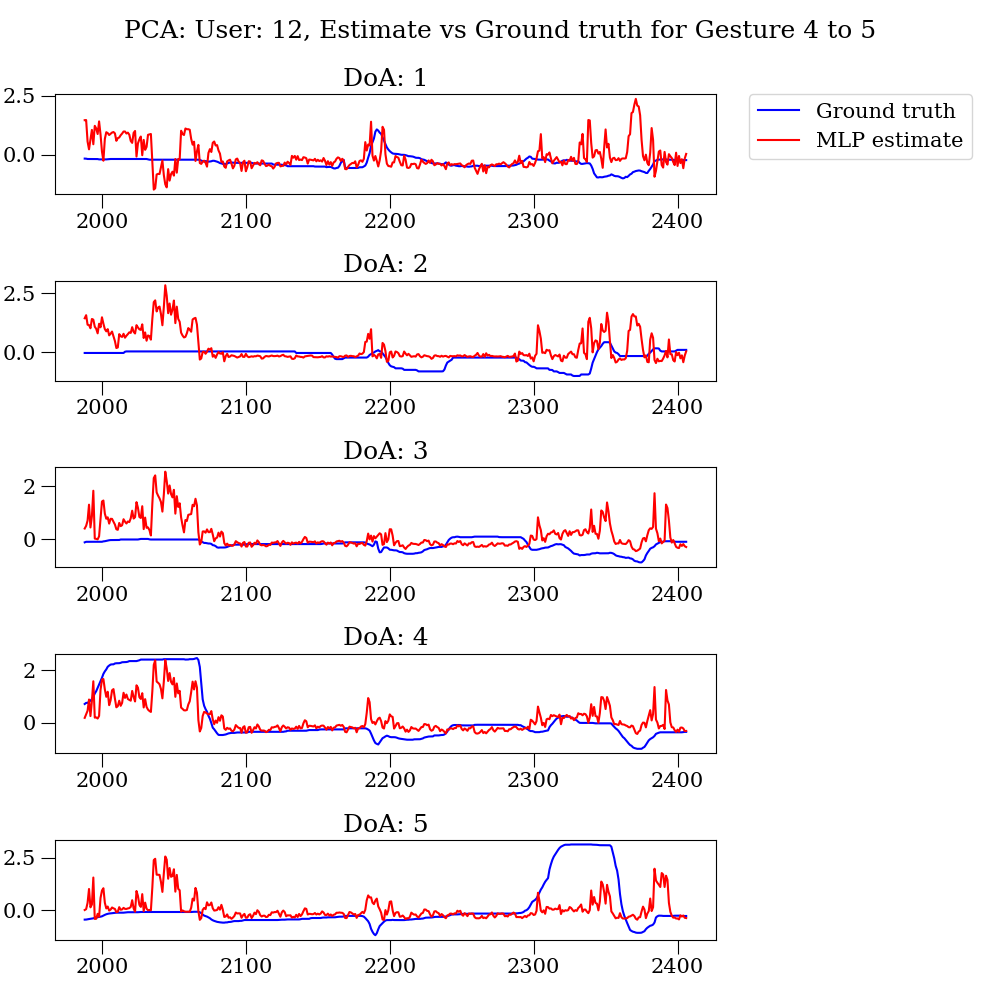 PCA: User: 12, Estimate vs Ground truth for Gesture 4 to 5
DoA: 1
2.5
0.0
2000 2100 2200 2300 2400
Ground truth
MLP estimate
DoA: 2
2.5
0.0
2000 2100 2200 2300 2400
DoA: 3
2
0
2000 2100 2200 2300 2400
DoA: 4
2
0
2000 2100 2200 2300 2400
DoA: 5
2.5
0.0
2000 2100 2200 2300 2400